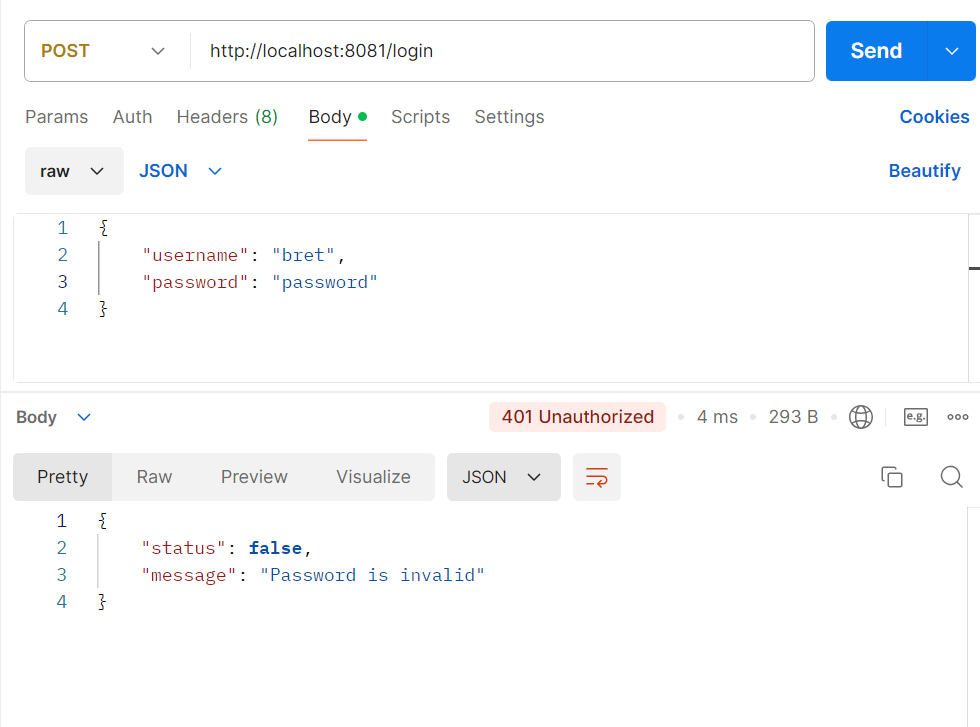 POST http://localhost:8081/login Send
Params Auth Headers (8) Body Scripts Settings Cookies
raw JSON Beautify
1 {
2 "username": "bret",
3 "password": "password"
4 }
Body 401 Unauthorized 4 ms 293 B e.g.
Pretty Raw Preview Visualize JSON
1 {
2 "status": false,
3 "message": "Password is invalid"
4 }